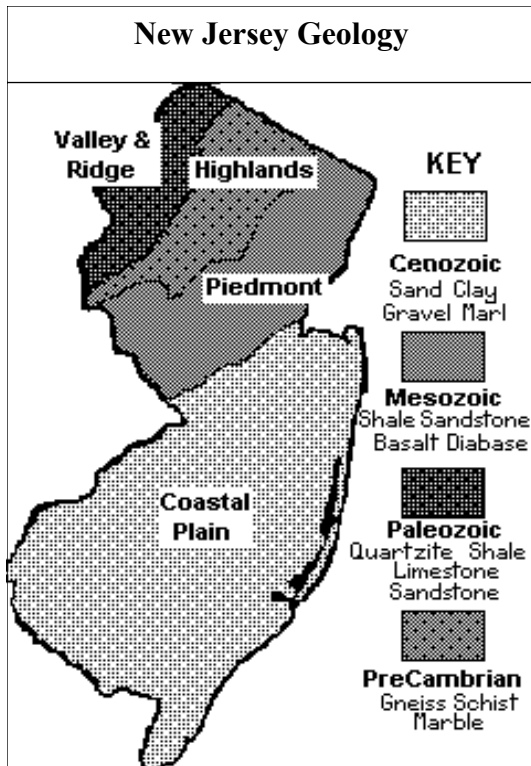 New Jersey Geology
Valley &
Ridge
Highlands
Piedmont
Coastal
Plain
KEY
Cenozoic
Sand Clay
Gravel Marl
Mesozoic
Shale Sandstone
Basalt Diabase
Paleozoic
Quartzite Shale
Limestone
Sandstone
PreCambrian
Gneiss Schist
Marble